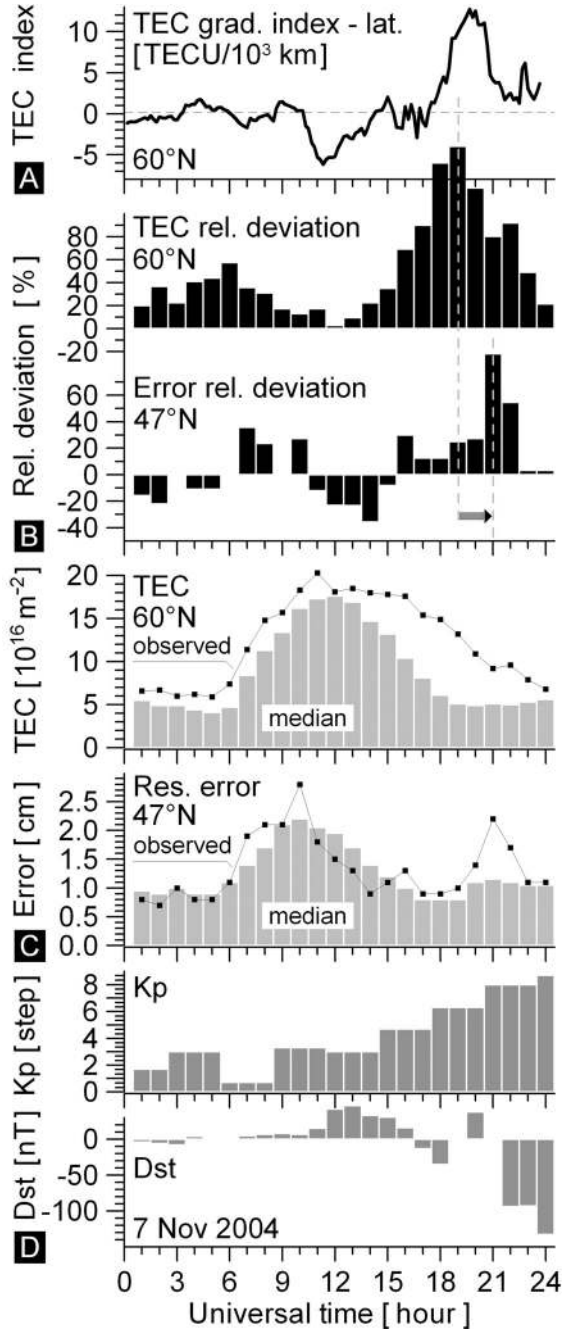 TEC grad. index - lat.
[TECU/10³ km]
60°N
TEC index
10
5
0
-5
A
TEC rel. deviation
60°N
80
60
40
20
0
-20
Error rel. deviation
47°N
60
40
20
0
-20
-40
Rel. deviation [%]
B
TEC
60°N
observed
median
20
15
10
5
0
TEC [10¹⁶ m⁻²]
Res. error
47°N
observed
median
2.5
2.0
1.5
1.0
0.5
0.0
Error [cm]
C
Kp
8
6
4
2
0
Kp [step]
Dst
7 Nov 2004
0
-50
-100
Dst [nT]
D
0 3 6 9 12 15 18 21 24
Universal time [ hour ]